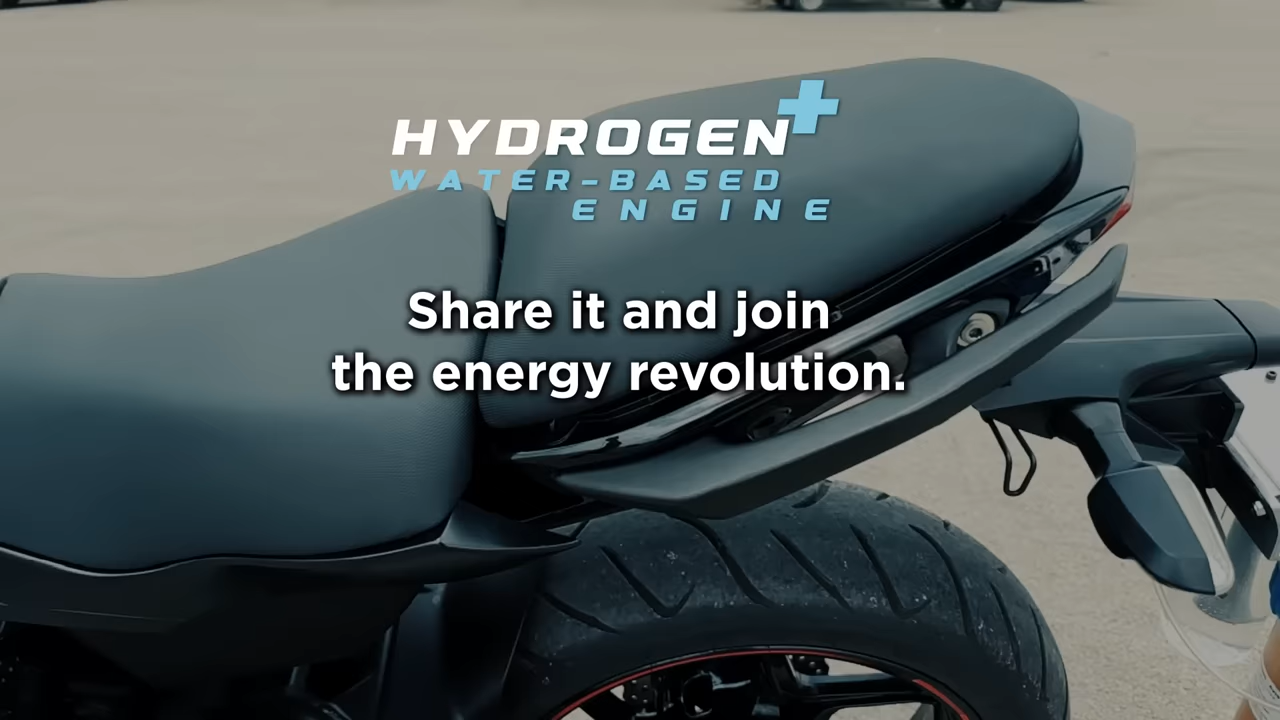 HYDROGEN+
WATER-BASED
ENGINE
Share it and join
the energy revolution.